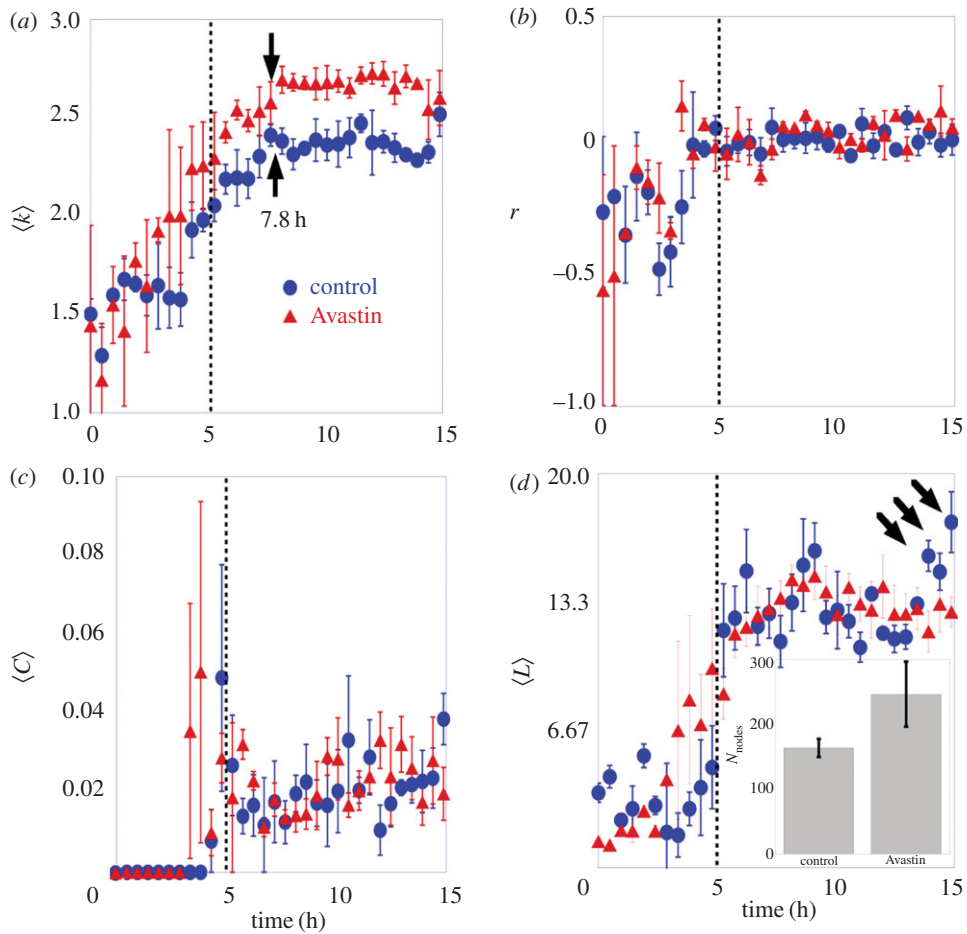 (a)
3.0
2.5
2.0
1.5
1.0
⟨k⟩
7.8 h
control
Avastin
0
5
10
15
(b)
0.5
0
r
−0.5
−1.0
0
5
10
15
(c)
0.10
0.08
0.06
⟨C⟩
0.04
0.02
0
5
10
15
time (h)
(d)
20.0
13.3
⟨L⟩
6.67
300
200
100
0
Nnodes
control
Avastin
0
5
10
15
time (h)